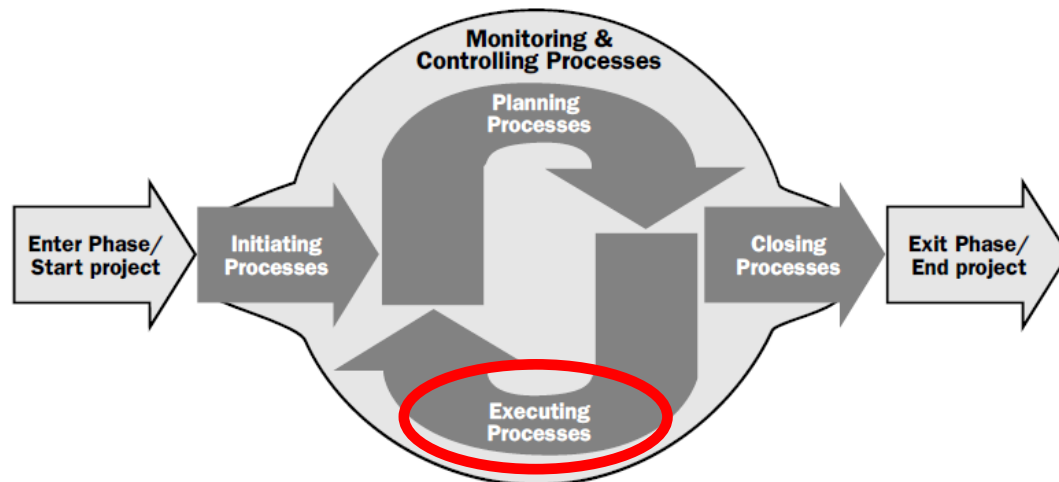 Monitoring &
Controlling Processes
Planning
Processes
Enter Phase/
Start project
Initiating
Processes
Closing
Processes
Exit Phase/
End project
Executing
Processes